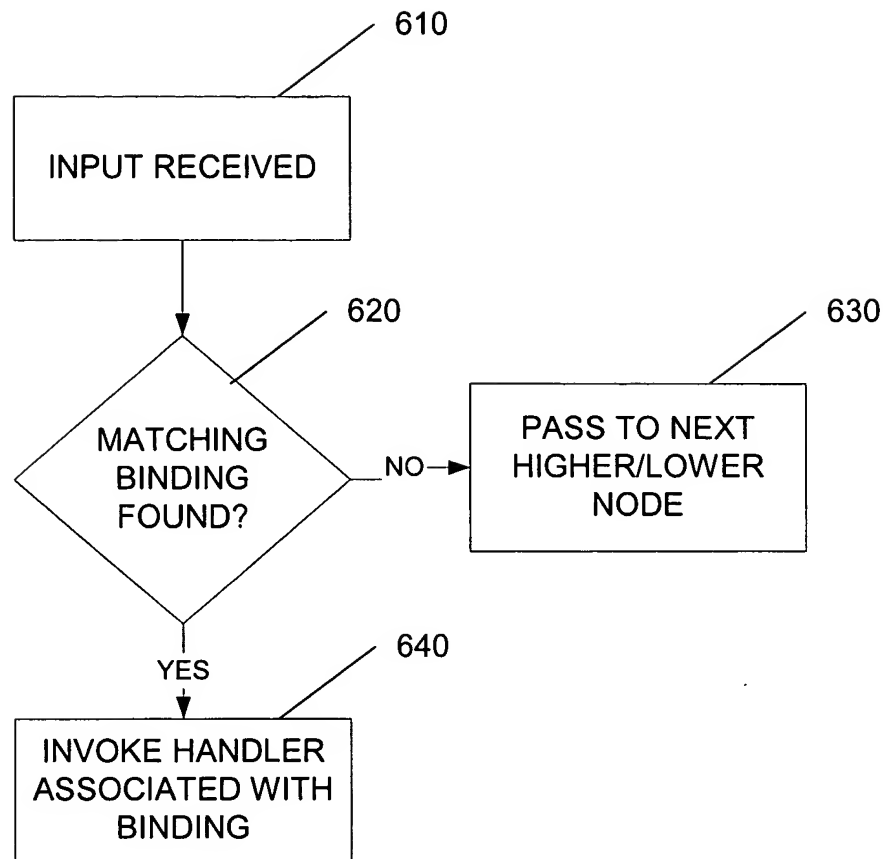 610
INPUT RECEIVED
620
630
MATCHING
BINDING
FOUND?
NO
PASS TO NEXT
HIGHER/LOWER
NODE
YES
640
INVOKE HANDLER
ASSOCIATED WITH
BINDING